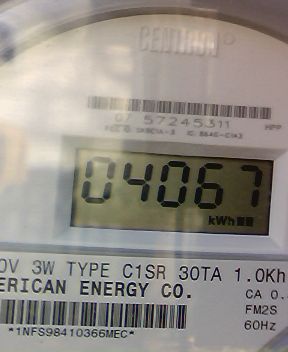 CENTRON
07 57245311
04067
kWh
0V 3W TYPE C1SR 30TA 1.0Kh
ERICAN ENERGY CO.
CA 0.
FM2S
60Hz
*1NFS98410366MEC*